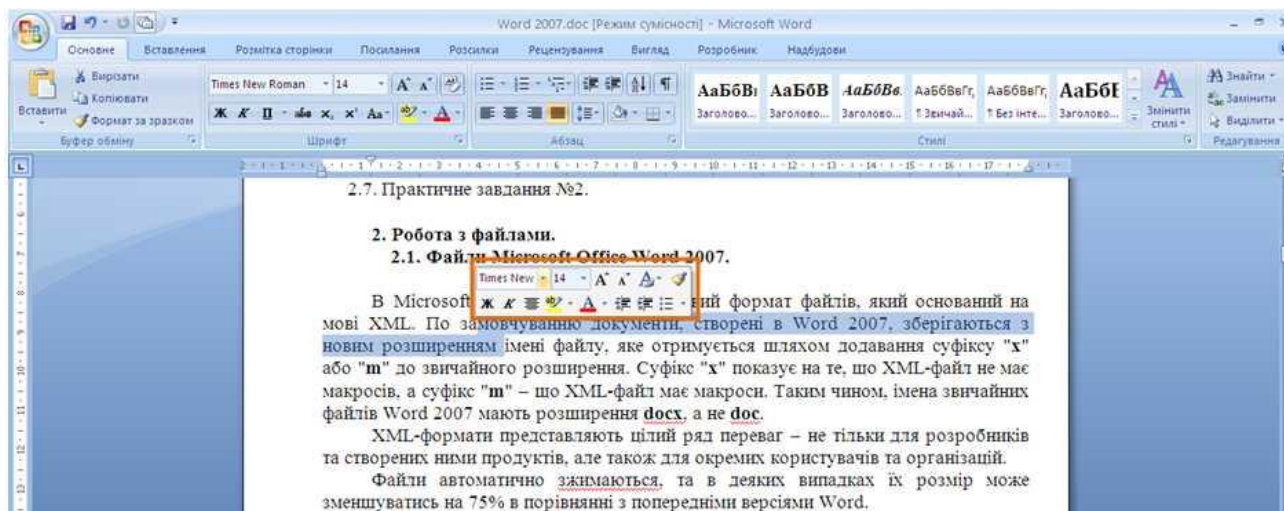 Word 2007.doc [Режим сумісності] - Microsoft Word
Основне Вставлення Розмітка сторінки Посилання Розсилки Рецензування Вигляд Розробник Надбудови
Вставити
Вирізати
Копіювати
Формат за зразком
Буфер обміну
Times New Roman 14
Ж К П abc x₂ x² Aa
Шрифт
Абзац
АаБбВ АаБбВ АаБбВв АаБбВвГг, АаБбВвГг, АаБбЕ
Заголово... Заголово... Заголово... ¶ Звичай... ¶ Без інте... Заголово...
Змінити стилі
Стилі
Знайти
Замінити
Виділити
Редагування
2.7. Практичне завдання №2.
2. Робота з файлами.
2.1. Файли Microsoft Office Word 2007.
Times New 14
Ж К
В Microsoft вий формат файлів, який оснований на
мові XML. По замовчуванню документи, створені в Word 2007, зберігаються з
новим розширенням імені файлу, яке отримується шляхом додавання суфіксу "x"
або "m" до звичайного розширення. Суфікс "x" показує на те, що XML-файл не має
макросів, а суфікс "m" – що XML-файл має макроси. Таким чином, імена звичайних
файлів Word 2007 мають розширення docx, а не doc.
XML-формати представляють цілий ряд переваг – не тільки для розробників
та створених ними продуктів, але також для окремих користувачів та організацій.
Файли автоматично зжимаються, та в деяких випадках їх розмір може
зменшуватись на 75% в порівнянні з попередніми версіями Word.